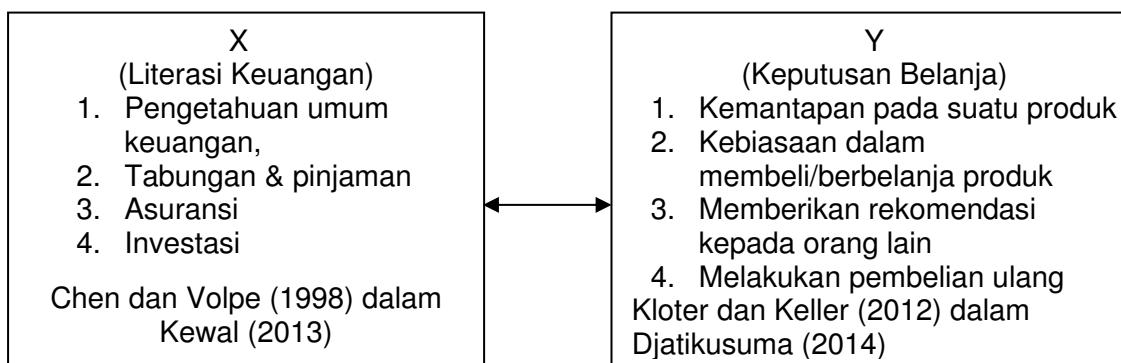 X
(Literasi Keuangan)
1. Pengetahuan umum
keuangan,
2. Tabungan & pinjaman
3. Asuransi
4. Investasi
Chen dan Volpe (1998) dalam
Kewal (2013)
Y
(Keputusan Belanja)
1. Kemantapan pada suatu produk
2. Kebiasaan dalam
membeli/berbelanja produk
3. Memberikan rekomendasi
kepada orang lain
4. Melakukan pembelian ulang
Kloter dan Keller (2012) dalam
Djatikusuma (2014)